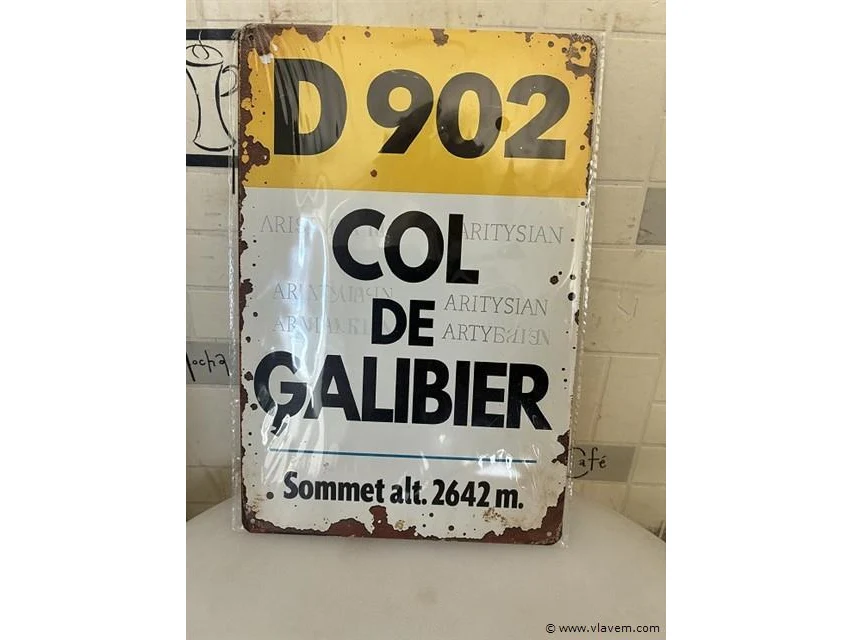 D 902
COL
ARITYSIAN
DE
ARITYSIAN
GALIBIER
Sommet alt. 2642 m.
Mocha
Café
© www.vlavem.com